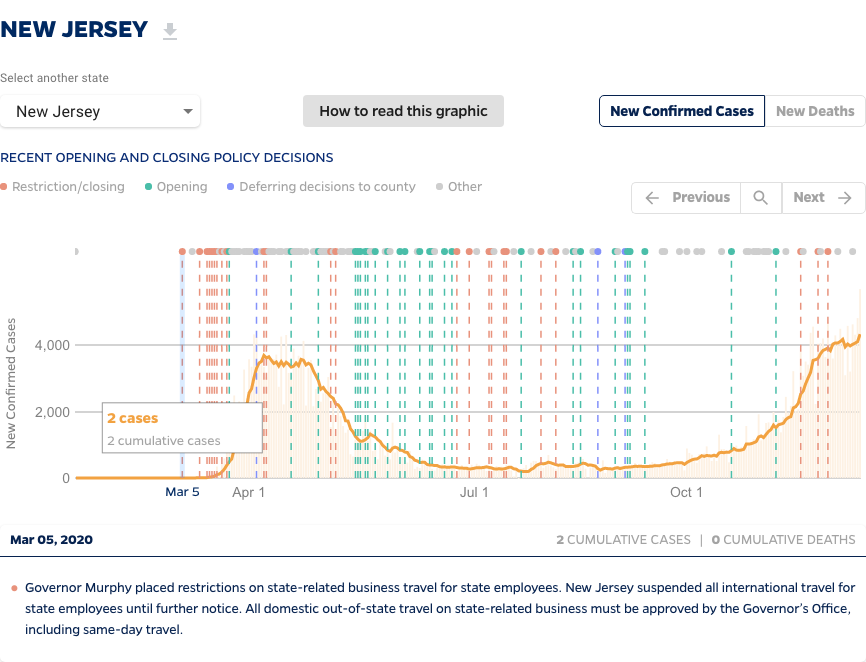 NEW JERSEY
Select another state
New Jersey
How to read this graphic
New Confirmed Cases
New Deaths
RECENT OPENING AND CLOSING POLICY DECISIONS
Restriction/closing
Opening
Deferring decisions to county
Other
Previous
Next
New Confirmed Cases
4,000
2,000
0
2 cases
2 cumulative cases
Mar 5
Apr 1
Jul 1
Oct 1
Mar 05, 2020
2 CUMULATIVE CASES | 0 CUMULATIVE DEATHS
Governor Murphy placed restrictions on state-related business travel for state employees. New Jersey suspended all international travel for
state employees until further notice. All domestic out-of-state travel on state-related business must be approved by the Governor's Office,
including same-day travel.